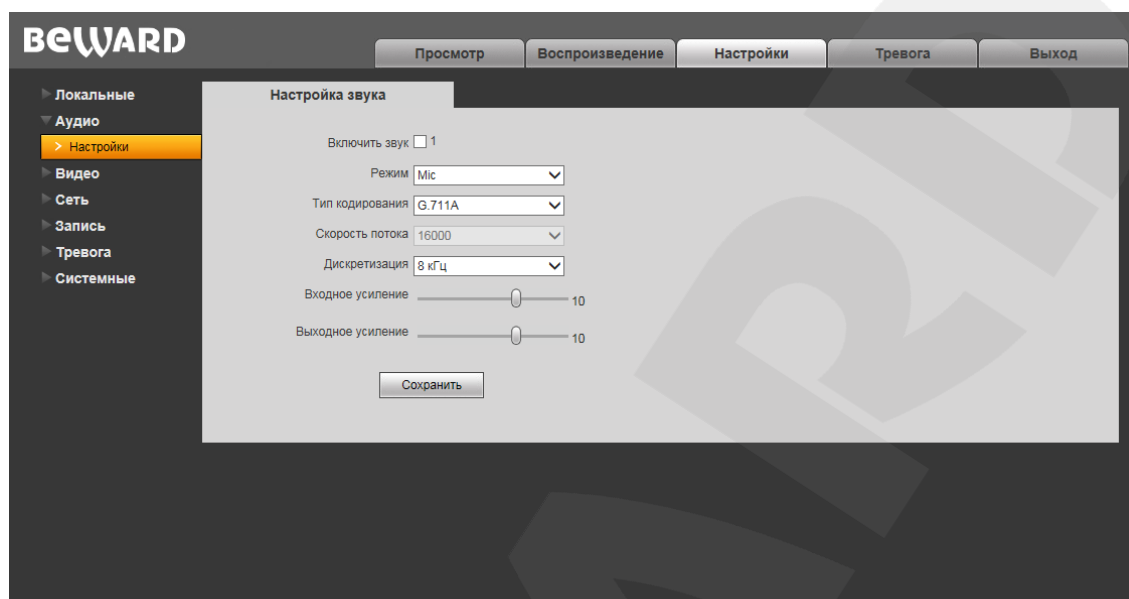 BEWARD
Просмотр
Воспроизведение
Настройки
Тревога
Выход
Локальные
Аудио
> Настройки
Видео
Сеть
Запись
Тревога
Системные
Настройка звука
Включить звук 1
Режим Mic
Тип кодирования G.711A
Скорость потока 16000
Дискретизация 8 кГц
Входное усиление 10
Выходное усиление 10
Сохранить